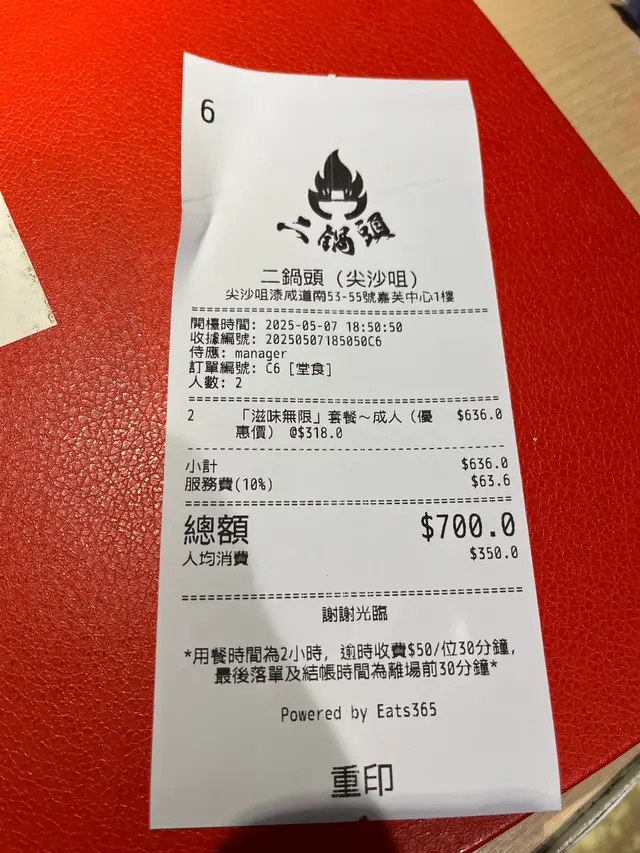 6
二鍋頭
二鍋頭 (尖沙咀)
尖沙咀漆咸道南53-55號嘉芙中心1樓
開檯時間: 2025-05-07 18:50:50
收據編號: 20250507185050C6
侍應: manager
訂單編號: C6 [堂食]
人數: 2
2 「滋味無限」套餐～成人 (優 $636.0
惠價) @$318.0
小計 $636.0
服務費(10%) $63.6
總額 $700.0
人均消費 $350.0
謝謝光臨
*用餐時間為2小時, 逾時收費$50/位30分鐘,
最後落單及結帳時間為離場前30分鐘*
Powered by Eats365
重印